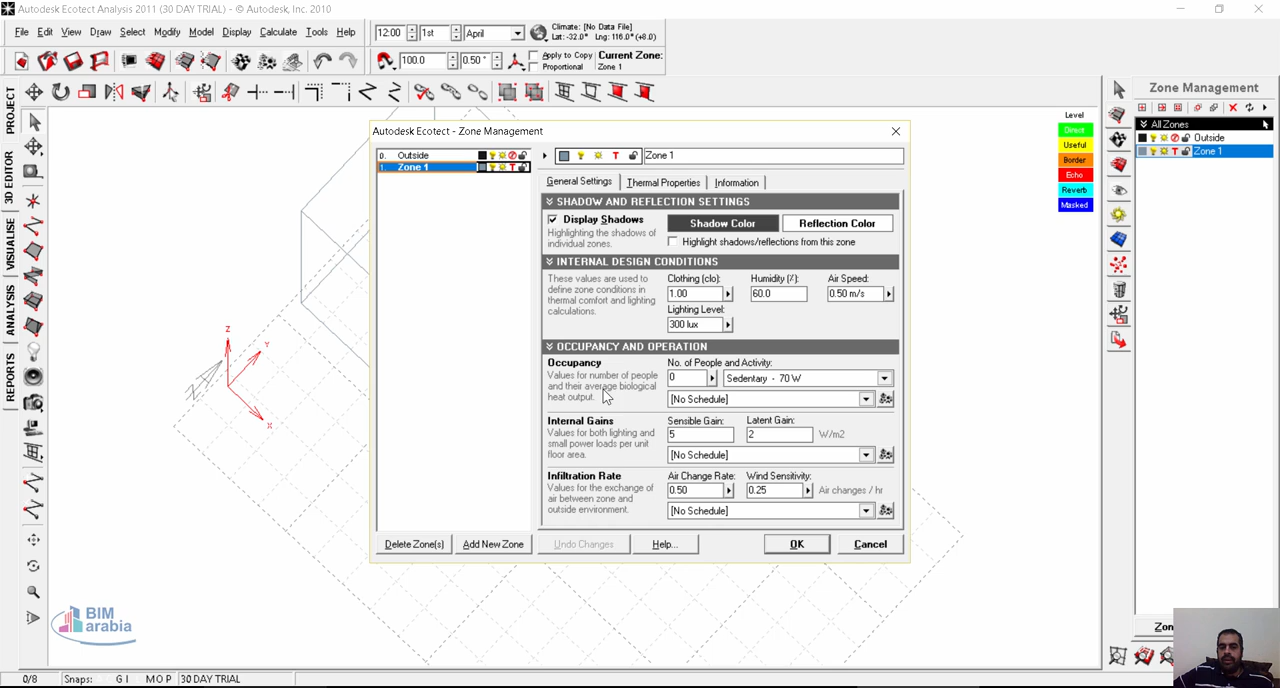 Autodesk Ecotect Analysis 2011 (30 DAY TRIAL) - © Autodesk, Inc. 2010
File Edit View Draw Select Modify Model Display Calculate Tools Help
12:00 1st April
Climate: [No Data File]
Lat: -32.0° Lng: 116.0° (+8.0)
100.0 0.50 °
Apply to Copy
Proportional
Current Zone:
Zone 1
PROJECT
3D EDITOR
VISUALISE
ANALYSIS
REPORTS
Z
Y
X
N
Level
Direct
Useful
Border
Echo
Reverb
Masked
Autodesk Ecotect - Zone Management
0. Outside
1. Zone 1
T
T Zone 1
General Settings Thermal Properties Information
SHADOW AND REFLECTION SETTINGS
Display Shadows
Highlighting the shadows of
individual zones.
Shadow Color Reflection Color
Highlight shadows/reflections from this zone
INTERNAL DESIGN CONDITIONS
These values are used to
define zone conditions in
thermal comfort and lighting
calculations.
Clothing (clo): Humidity (%): Air Speed:
1.00 60.0 0.50 m/s
Lighting Level:
300 lux
OCCUPANCY AND OPERATION
Occupancy
Values for number of people
and their average biological
heat output.
No. of People and Activity:
0 Sedentary - 70 W
[No Schedule]
Internal Gains
Values for both lighting and
small power loads per unit
floor area.
Sensible Gain: Latent Gain:
5 2 W/m2
[No Schedule]
Infiltration Rate
Values for the exchange of
air between zone and
outside environment.
Air Change Rate: Wind Sensitivity:
0.50 0.25 Air changes / hr
[No Schedule]
Delete Zone(s) Add New Zone Undo Changes Help... OK Cancel
Zone Management
All Zones
Outside
T Zone 1
Zon
BIM
arabia
0/8 Snaps: G I M O P 30 DAY TRIAL